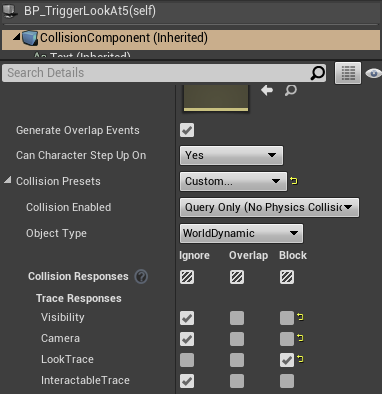 BP_TriggerLookAt5(self)
CollisionComponent (Inherited)
Text (Inherited)
Search Details
Generate Overlap Events
Can Character Step Up On Yes
Collision Presets Custom...
Collision Enabled Query Only (No Physics Collisio
Object Type WorldDynamic
Ignore Overlap Block
Collision Responses ?
Trace Responses
Visibility
Camera
LookTrace
InteractableTrace